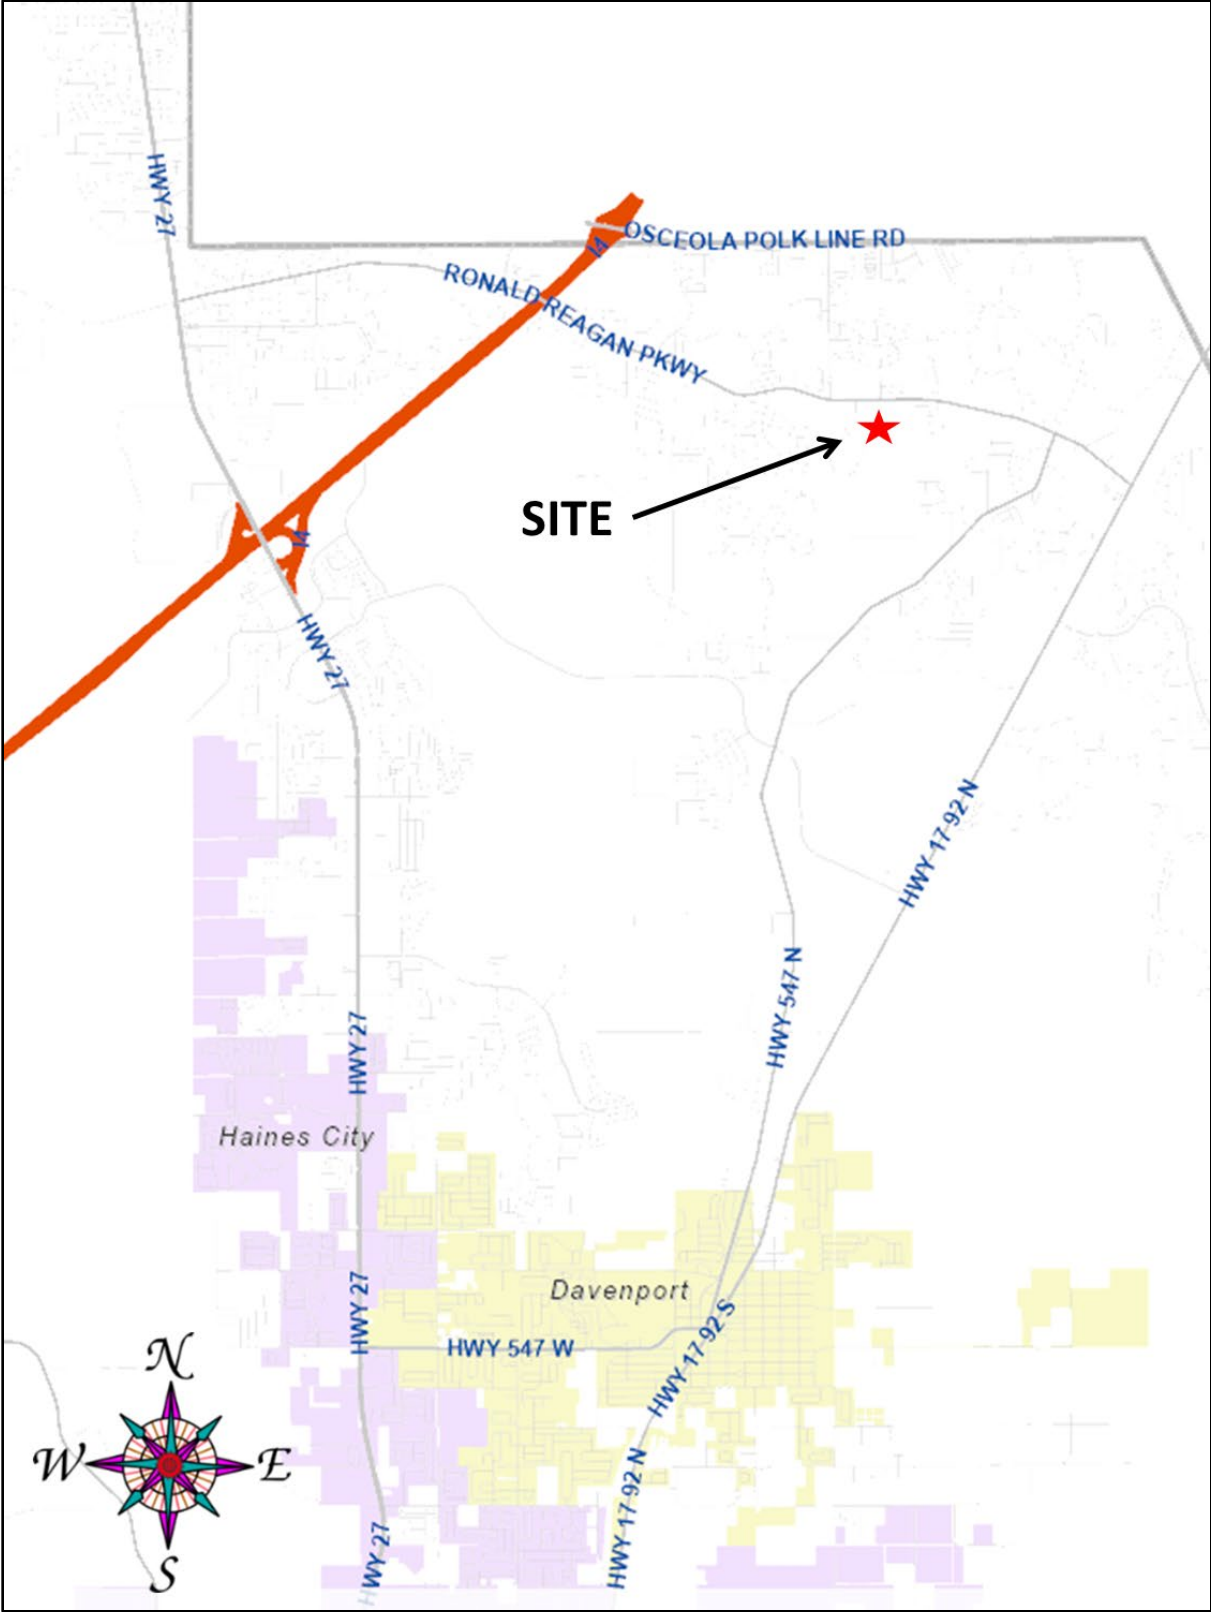 HWY 27
OSCEOLA POLK LINE RD
I4
RONALD REAGAN PKWY
SITE
I4
HWY 27
HWY 17-92 N
HWY 547 N
HWY 27
Haines City
Davenport
HWY 27
HWY 17-92 S
HWY 547 W
N
W
E
S
HWY 17-92 N
HWY 27